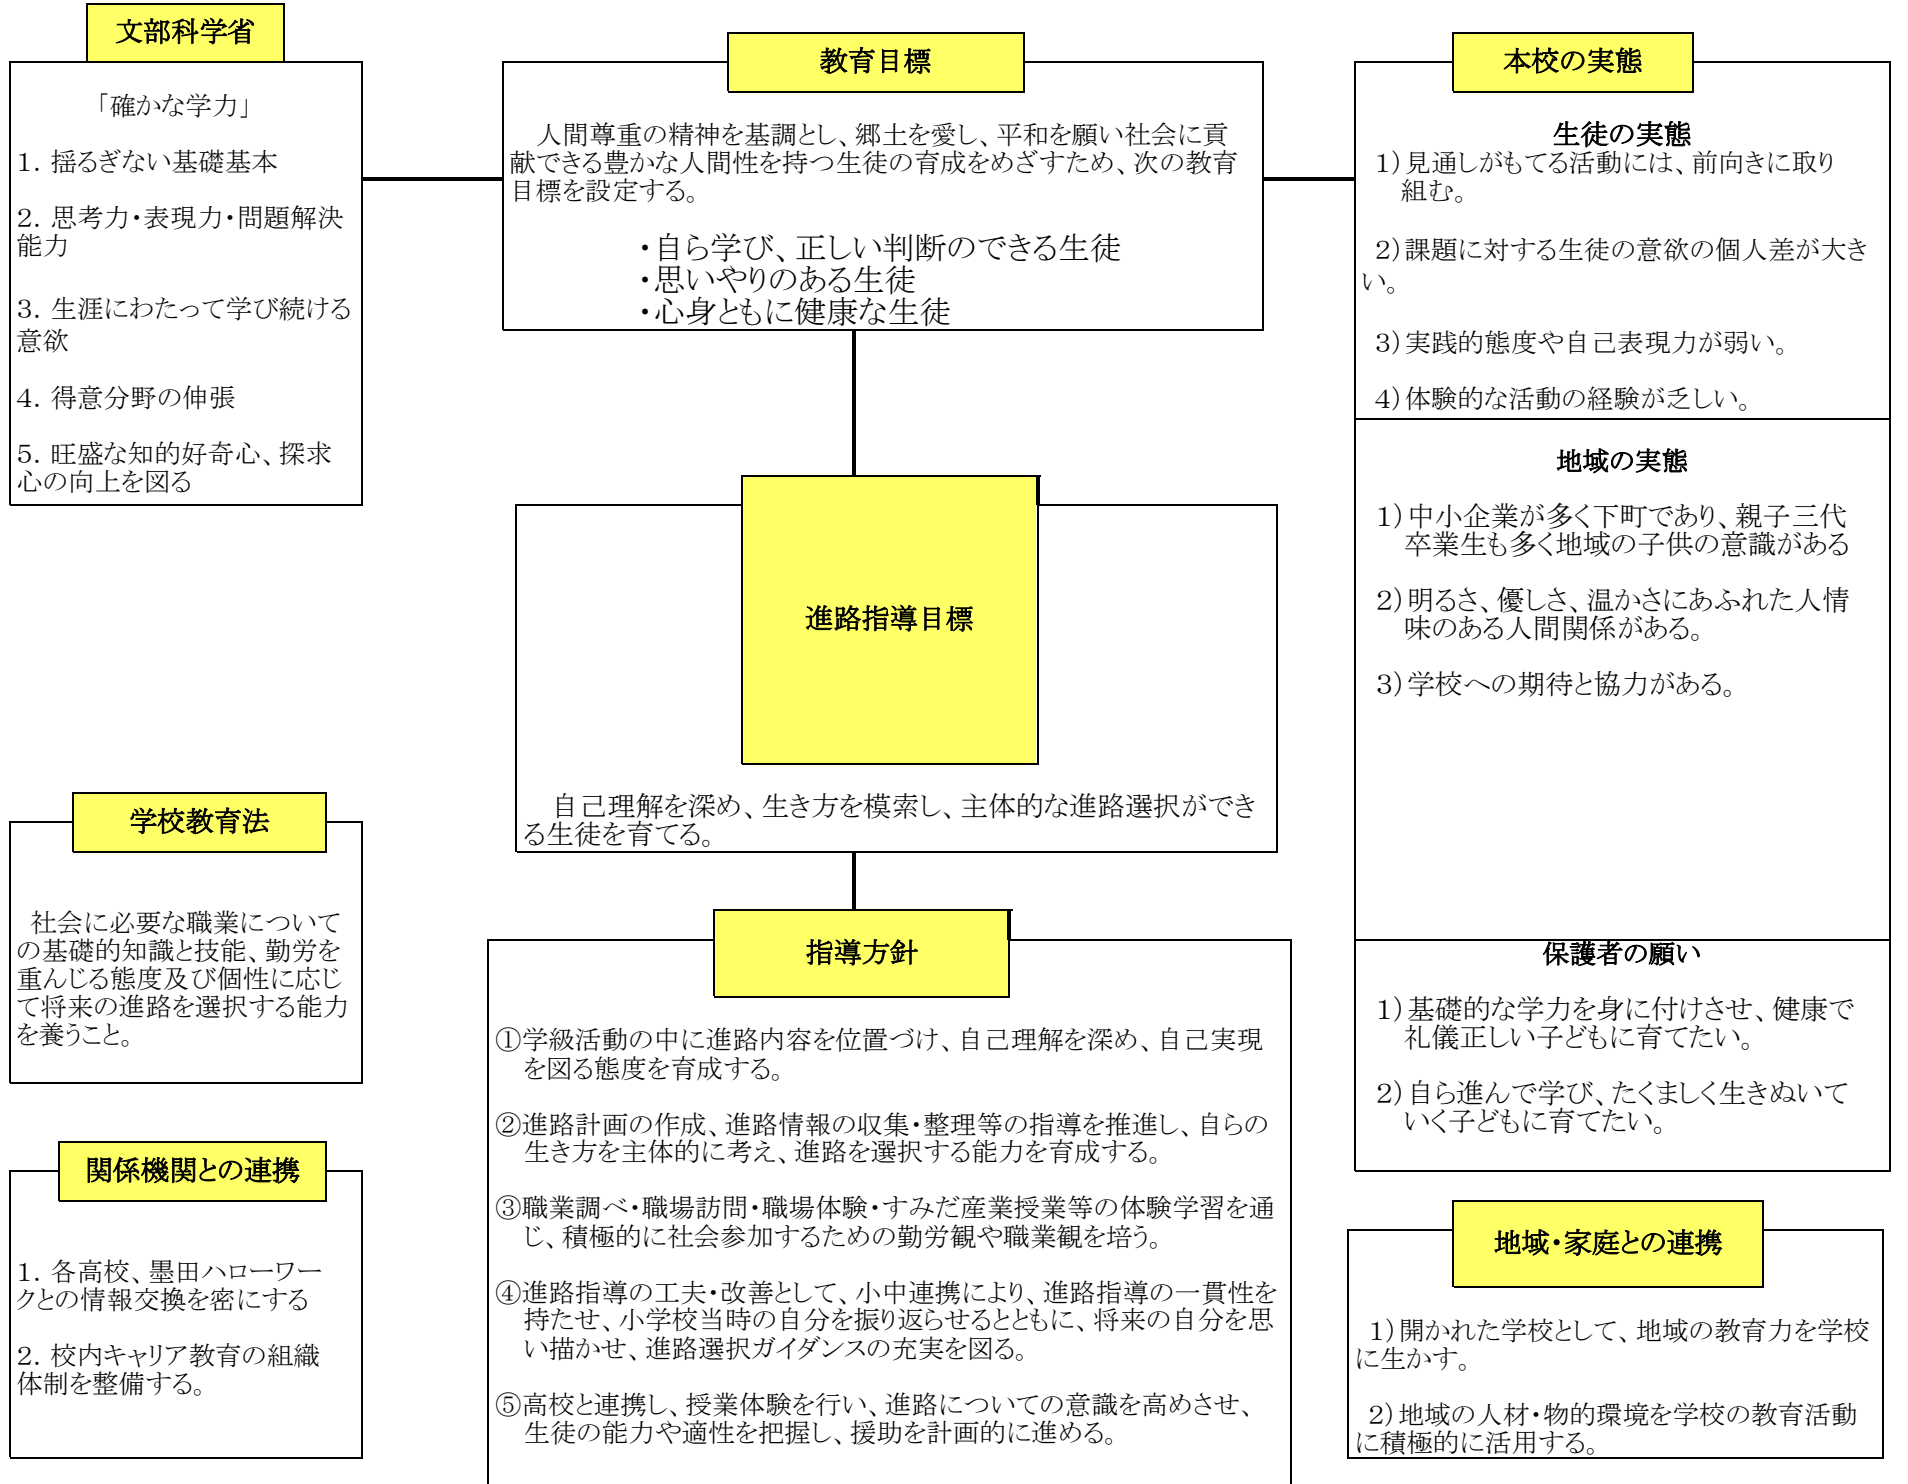 文部科学省
「確かな学力」
1. 揺るぎない基礎基本
2. 思考力・表現力・問題解決
能力
3. 生涯にわたって学び続ける
意欲
4. 得意分野の伸張
5. 旺盛な知的好奇心、探求
心の向上を図る
学校教育法
社会に必要な職業について
の基礎的知識と技能、勤労を
重んじる態度及び個性に応じ
て将来の進路を選択する能力
を養うこと。
関係機関との連携
1. 各高校、墨田ハローワー
クとの情報交換を密にする
2. 校内キャリア教育の組織
体制を整備する。
教育目標
人間尊重の精神を基調とし、郷土を愛し、平和を願い社会に貢
献できる豊かな人間性を持つ生徒の育成をめざすため、次の教育
目標を設定する。
・自ら学び、正しい判断のできる生徒
・思いやりのある生徒
・心身ともに健康な生徒
進路指導目標
自己理解を深め、生き方を模索し、主体的な進路選択ができ
る生徒を育てる。
指導方針
①学級活動の中に進路内容を位置づけ、自己理解を深め、自己実現
を図る態度を育成する。
②進路計画の作成、進路情報の収集・整理等の指導を推進し、自らの
生き方を主体的に考え、進路を選択する能力を育成する。
③職業調べ・職場訪問・職場体験・すみだ産業授業等の体験学習を通
じ、積極的に社会参加するための勤労観や職業観を培う。
④進路指導の工夫・改善として、小中連携により、進路指導の一貫性を
持たせ、小学校当時の自分を振り返らせるとともに、将来の自分を思
い描かせ、進路選択ガイダンスの充実を図る。
⑤高校と連携し、授業体験を行い、進路についての意識を高めさせ、
生徒の能力や適性を把握し、援助を計画的に進める。
本校の実態
生徒の実態
1)見通しがもてる活動には、前向きに取り
組む。
2)課題に対する生徒の意欲の個人差が大き
い。
3)実践的態度や自己表現力が弱い。
4)体験的な活動の経験が乏しい。
地域の実態
1)中小企業が多く下町であり、親子三代
卒業生も多く地域の子供の意識がある
2)明るさ、優しさ、温かさにあふれた人情
味のある人間関係がある。
3)学校への期待と協力がある。
保護者の願い
1)基礎的な学力を身に付けさせ、健康で
礼儀正しい子どもに育てたい。
2)自ら進んで学び、たくましく生きぬいて
いく子どもに育てたい。
地域・家庭との連携
1)開かれた学校として、地域の教育力を学校
に生かす。
2)地域の人材・物的環境を学校の教育活動
に積極的に活用する。